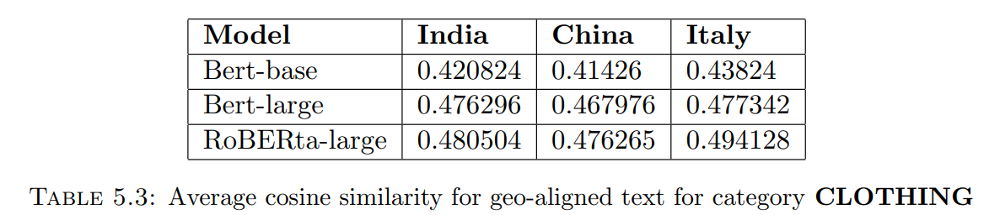 Model India China Italy
Bert-base 0.420824 0.41426 0.43824
Bert-large 0.476296 0.467976 0.477342
RoBERTa-large 0.480504 0.476265 0.494128
TABLE 5.3: Average cosine similarity for geo-aligned text for category CLOTHING